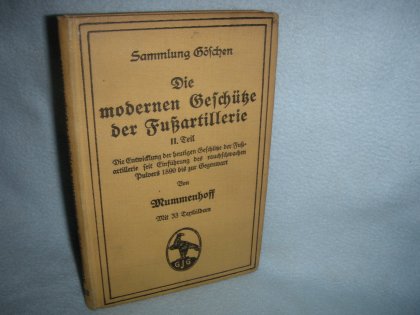 Sammlung Göschen
Die
modernen Geschütze
der Fußartillerie
II. Teil
Die Entwicklung der heutigen Geschütze der Fuß-
artillerie seit Einführung des rauchschwachen
Pulvers 1890 bis zur Gegenwart
Von
Mummenhoff
Mit 33 Textbildern
GJG